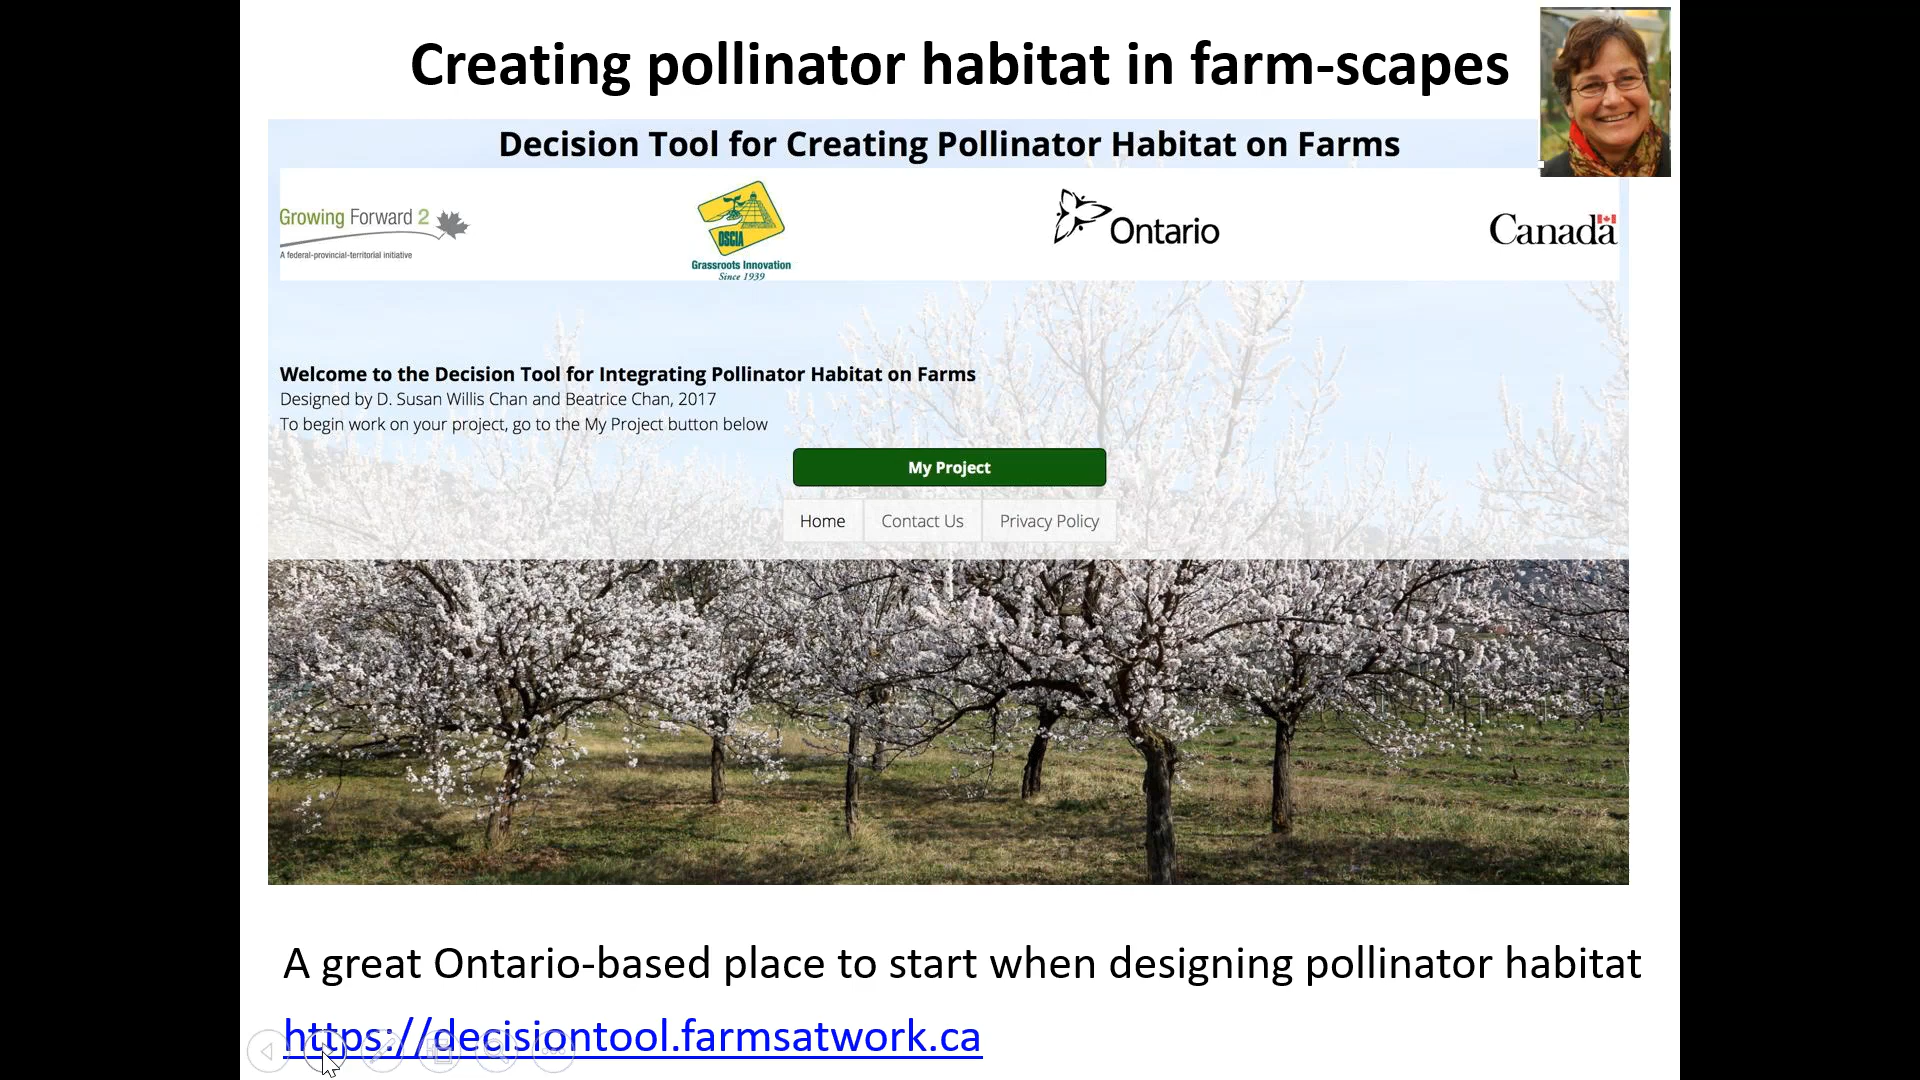 Creating pollinator habitat in farm-scapes
Decision Tool for Creating Pollinator Habitat on Farms
Growing Forward 2
A federal-provincial-territorial initiative
OSCIA
Grassroots Innovation
Since 1939
Ontario
Canada
Welcome to the Decision Tool for Integrating Pollinator Habitat on Farms
Designed by D. Susan Willis Chan and Beatrice Chan, 2017
To begin work on your project, go to the My Project button below
My Project
Home Contact Us Privacy Policy
A great Ontario-based place to start when designing pollinator habitat
https://decisiontool.farmsatwork.ca